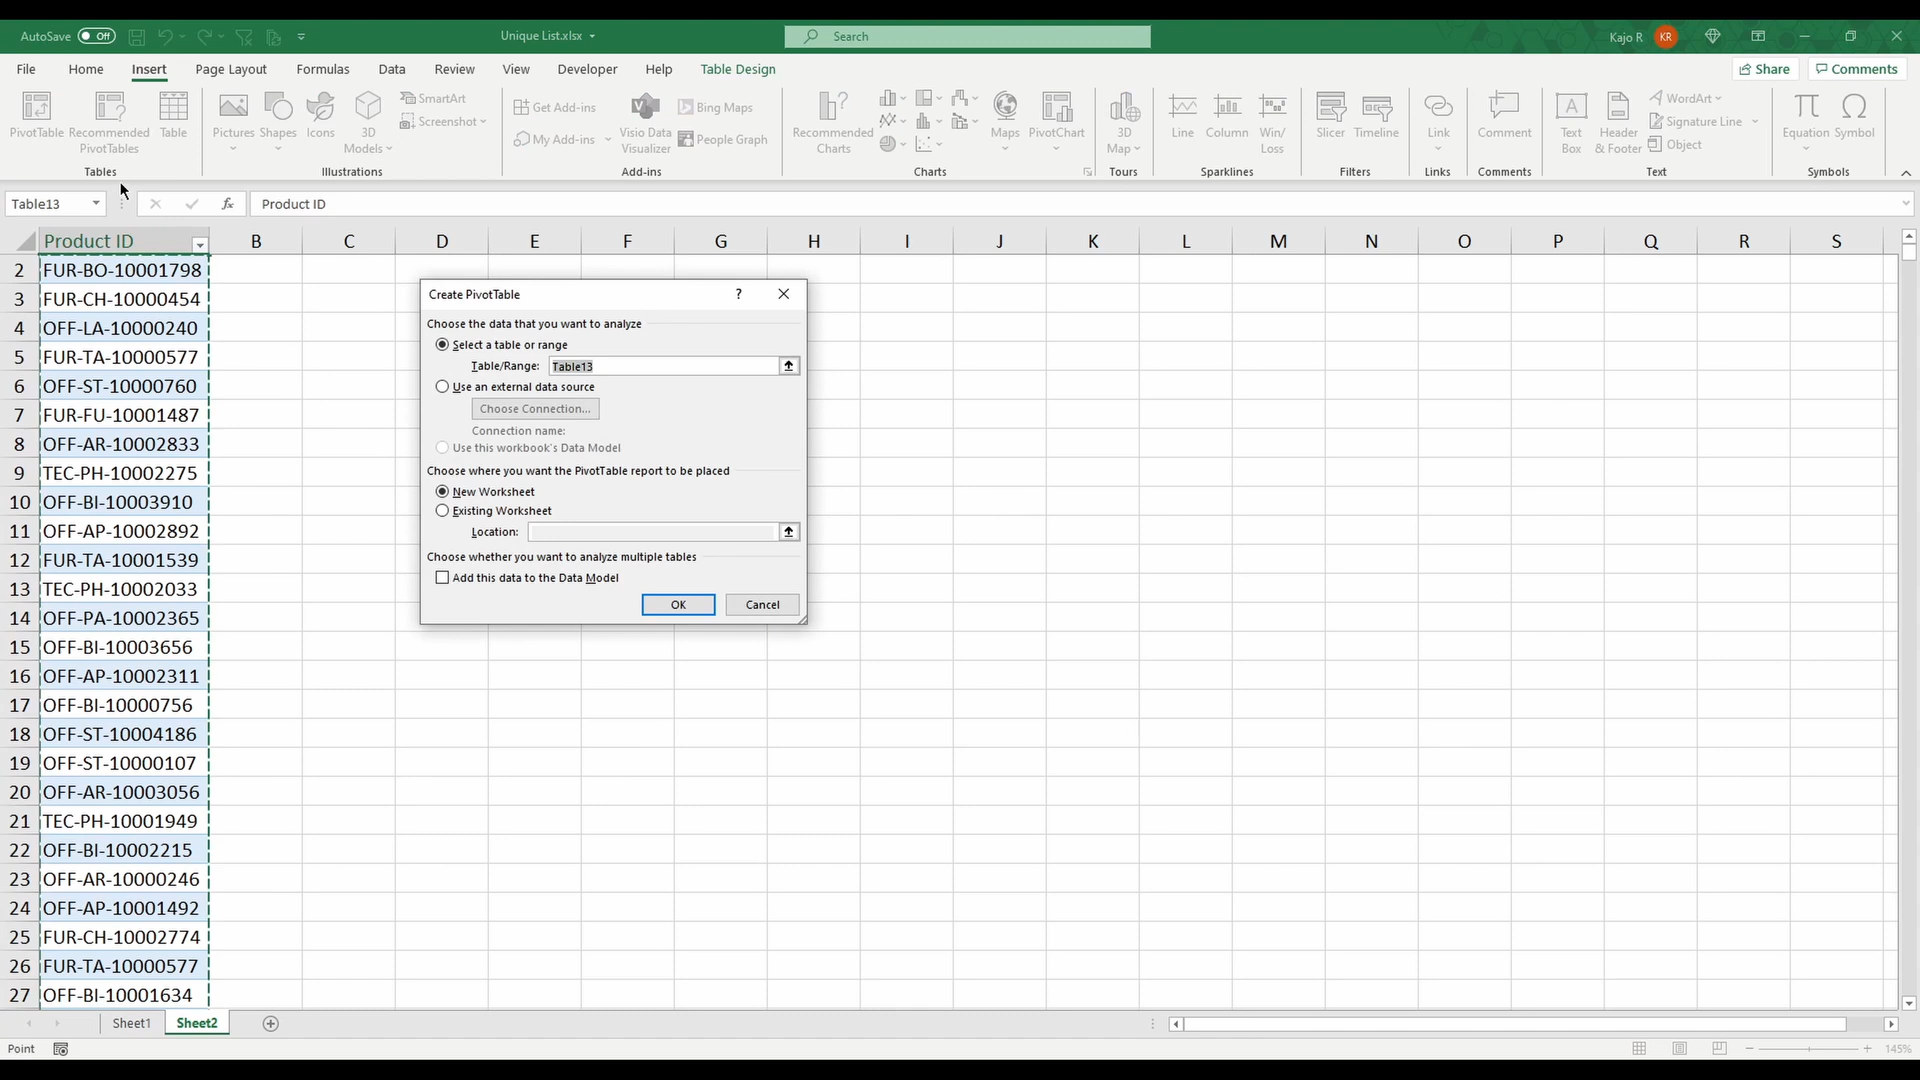 AutoSave Off
Unique List.xlsx
Search
Kajo R KR
File Home Insert Page Layout Formulas Data Review View Developer Help Table Design
Share Comments
PivotTable Recommended PivotTables Table
Tables
Pictures Shapes Icons 3D Models SmartArt Screenshot
Illustrations
Get Add-ins My Add-ins Visio Data Visualizer Bing Maps People Graph
Add-ins
Recommended Charts Maps PivotChart
Charts
3D Map
Tours
Line Column Win/ Loss
Sparklines
Slicer Timeline
Filters
Link
Links
Comment
Comments
Text Box Header & Footer WordArt Signature Line Object
Text
Equation Symbol
Symbols
Table13 fx Product ID
Product ID B C D E F G H I J K L M N O P Q R S
2 FUR-BO-10001798
3 FUR-CH-10000454
4 OFF-LA-10000240
5 FUR-TA-10000577
6 OFF-ST-10000760
7 FUR-FU-10001487
8 OFF-AR-10002833
9 TEC-PH-10002275
10 OFF-BI-10003910
11 OFF-AP-10002892
12 FUR-TA-10001539
13 TEC-PH-10002033
14 OFF-PA-10002365
15 OFF-BI-10003656
16 OFF-AP-10002311
17 OFF-BI-10000756
18 OFF-ST-10004186
19 OFF-ST-10000107
20 OFF-AR-10003056
21 TEC-PH-10001949
22 OFF-BI-10002215
23 OFF-AR-10000246
24 OFF-AP-10001492
25 FUR-CH-10002774
26 FUR-TA-10000577
27 OFF-BI-10001634
Create PivotTable ?
Choose the data that you want to analyze
Select a table or range
Table/Range: Table13
Use an external data source
Choose Connection...
Connection name:
Use this workbook's Data Model
Choose where you want the PivotTable report to be placed
New Worksheet
Existing Worksheet
Location:
Choose whether you want to analyze multiple tables
Add this data to the Data Model
OK Cancel
Sheet1 Sheet2
Point
145%